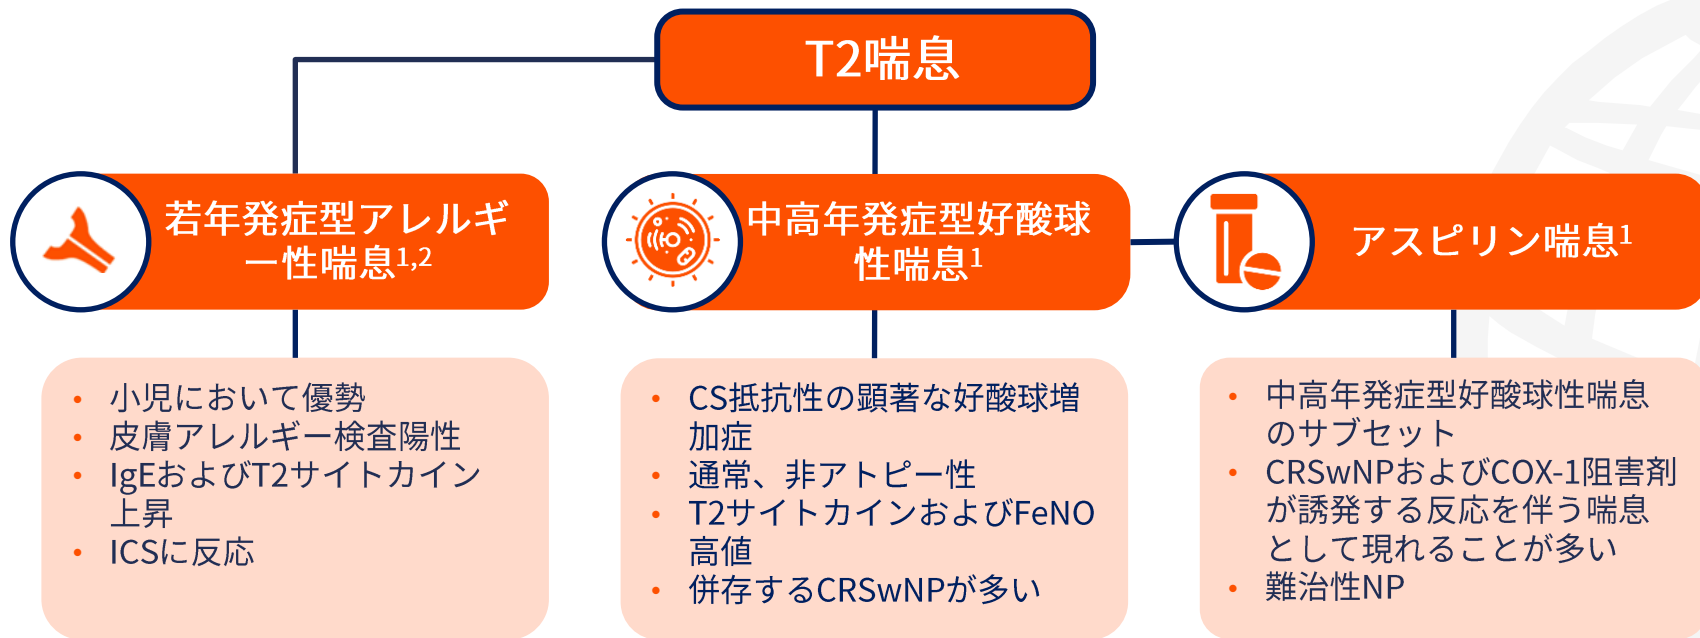 T2喘息
若年発症型アレルギ
ー性喘息1,2
• 小児において優勢
• 皮膚アレルギー検査陽性
• IgEおよびT2サイトカイン
上昇
• ICSに反応
中高年発症型好酸球
性喘息1
• CS抵抗性の顕著な好酸球増
加症
• 通常、非アトピー性
• T2サイトカインおよびFeNO
高値
• 併存するCRSwNPが多い
アスピリン喘息1
• 中高年発症型好酸球性喘息
のサブセット
• CRSwNPおよびCOX-1阻害剤
が誘発する反応を伴う喘息
として現れることが多い
• 難治性NP